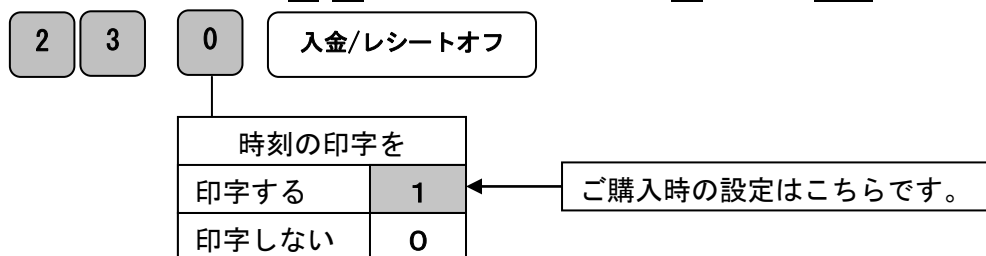 2 3 0 入金/レシートオフ
時刻の印字を
印字する 1 ご購入時の設定はこちらです。
印字しない 0